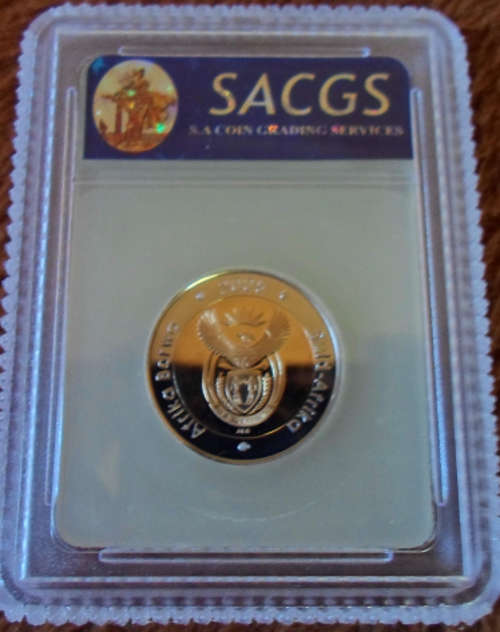 SACGS
S.A COIN GRADING SERVICES
Afrika Borwa
Suid-Afrika